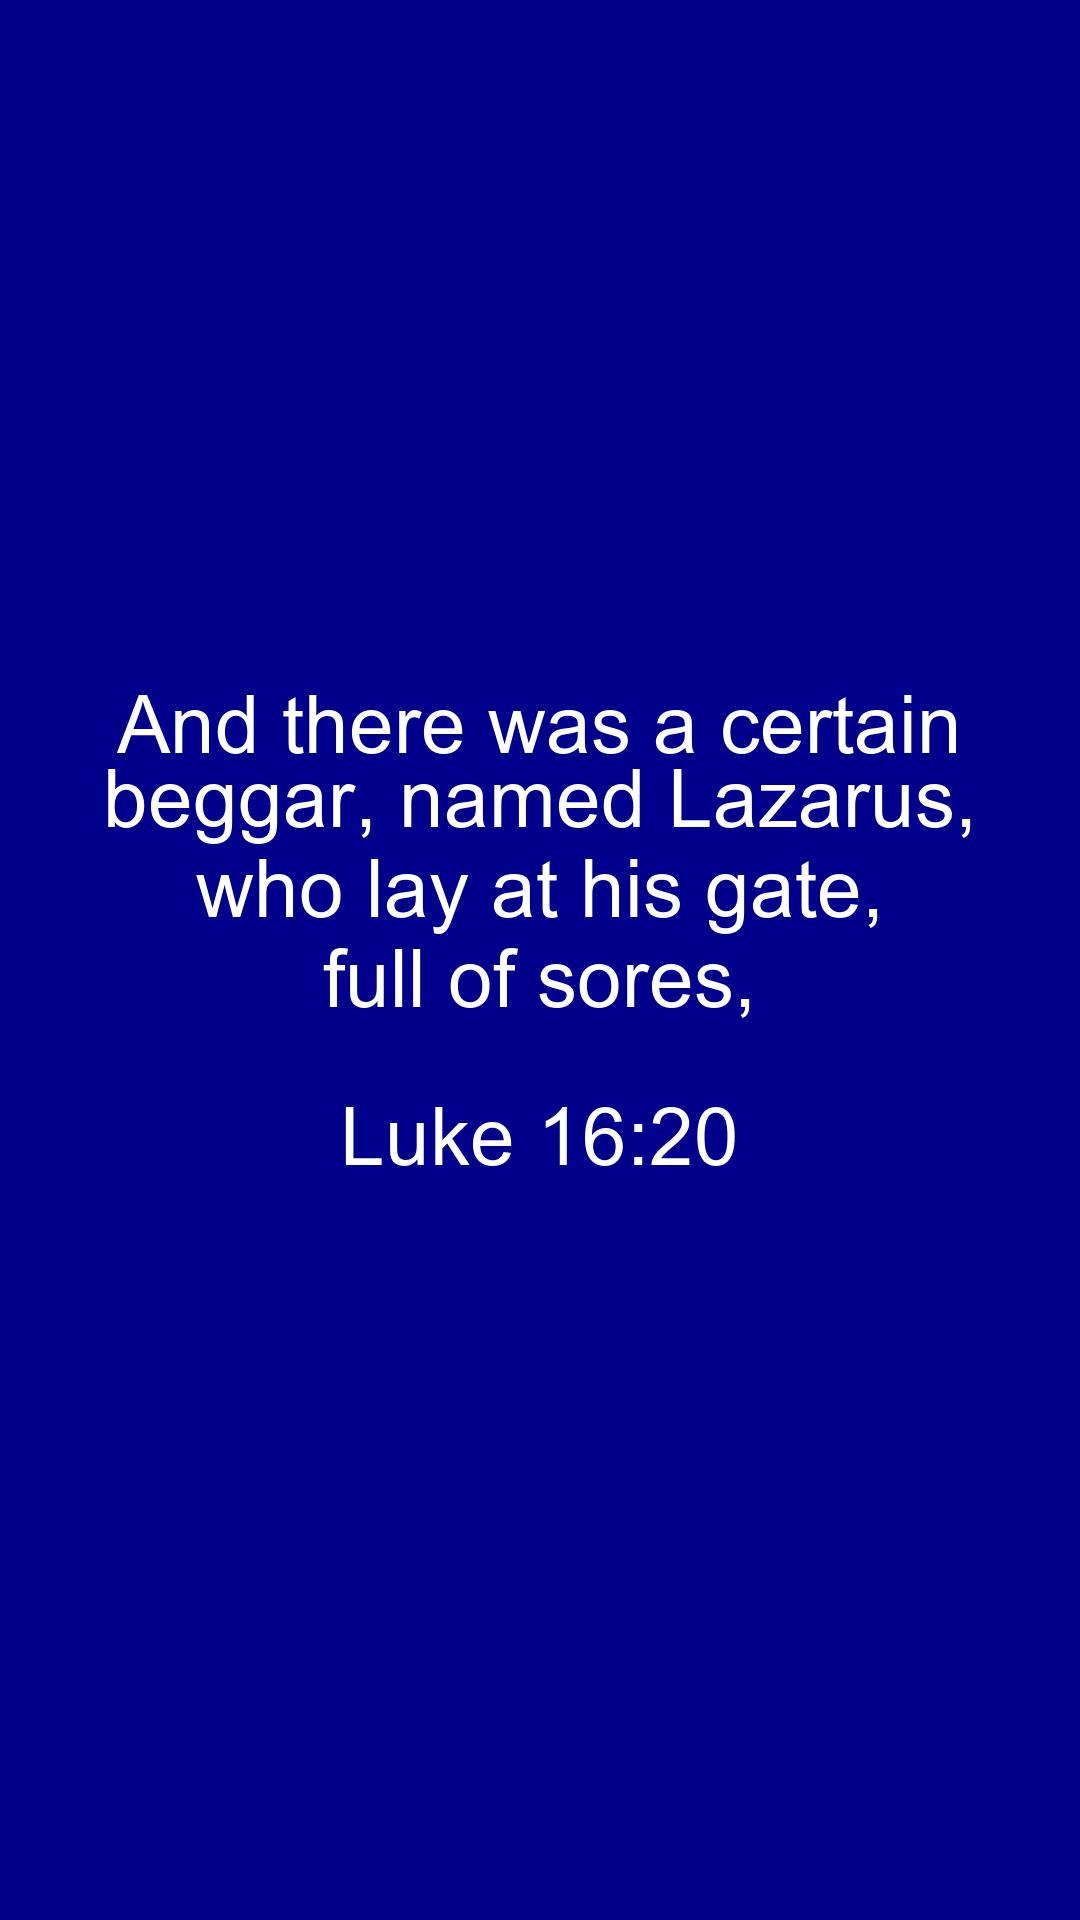 And there was a certain
beggar, named Lazarus,
who lay at his gate,
full of sores,
Luke 16:20